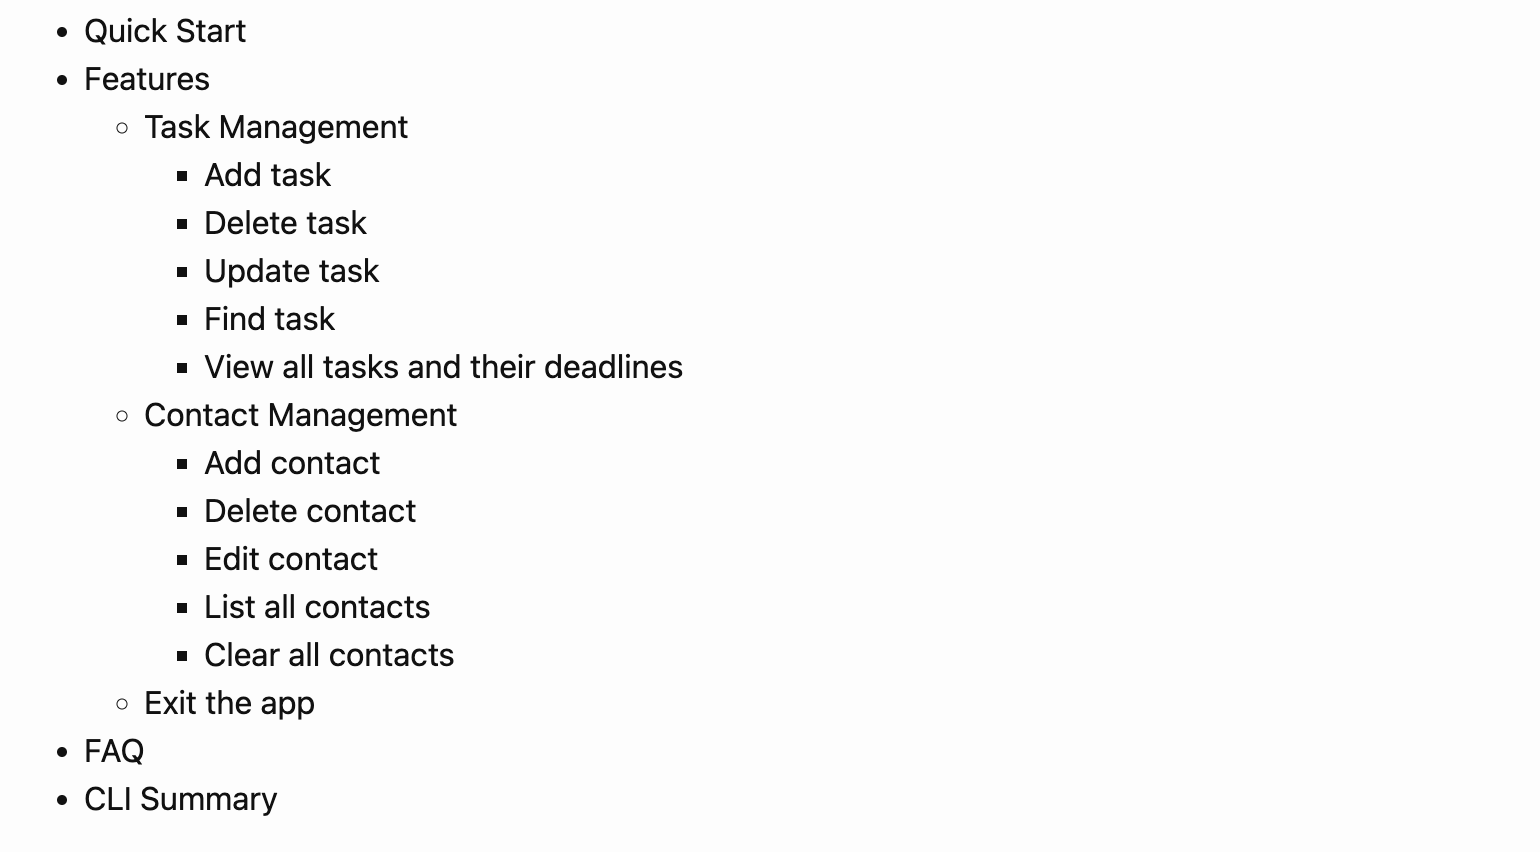 Quick Start
Features
Task Management
Add task
Delete task
Update task
Find task
View all tasks and their deadlines
Contact Management
Add contact
Delete contact
Edit contact
List all contacts
Clear all contacts
Exit the app
FAQ
CLI Summary